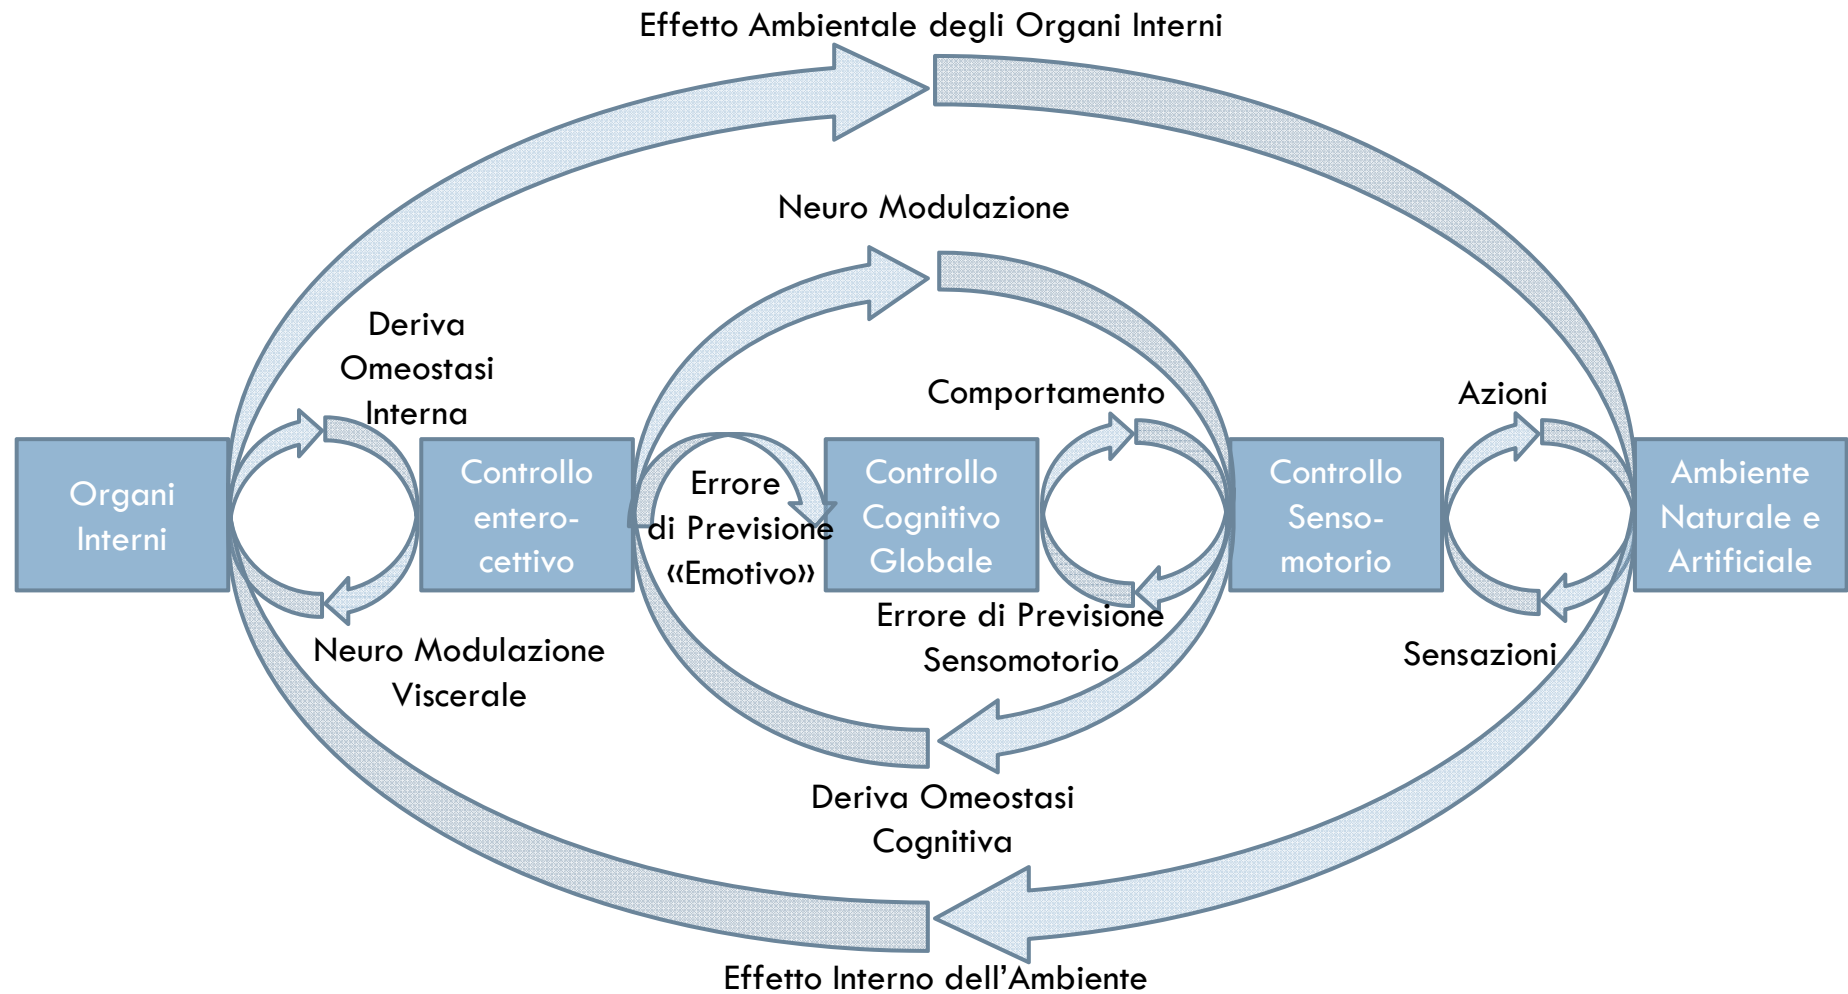 Effetto Ambientale degli Organi Interni
Neuro Modulazione
Deriva
Omeostasi
Interna
Comportamento
Azioni
Organi
Interni
Controllo
entero-
cettivo
Errore
di Previsione
«Emotivo»
Controllo
Cognitivo
Globale
Controllo
Senso-
motorio
Ambiente
Naturale e
Artificiale
Neuro Modulazione
Viscerale
Errore di Previsione
Sensomotorio
Sensazioni
Deriva Omeostasi
Cognitiva
Effetto Interno dell'Ambiente